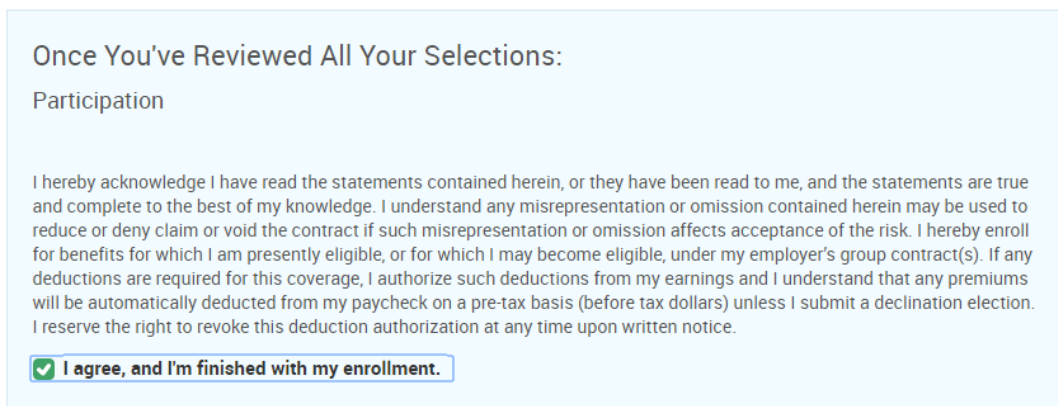 Once You've Reviewed All Your Selections:
Participation
I hereby acknowledge I have read the statements contained herein, or they have been read to me, and the statements are true
and complete to the best of my knowledge. I understand any misrepresentation or omission contained herein may be used to
reduce or deny claim or void the contract if such misrepresentation or omission affects acceptance of the risk. I hereby enroll
for benefits for which I am presently eligible, or for which I may become eligible, under my employer's group contract(s). If any
deductions are required for this coverage, I authorize such deductions from my earnings and I understand that any premiums
will be automatically deducted from my paycheck on a pre-tax basis (before tax dollars) unless I submit a declination election.
I reserve the right to revoke this deduction authorization at any time upon written notice.
I agree, and I'm finished with my enrollment.